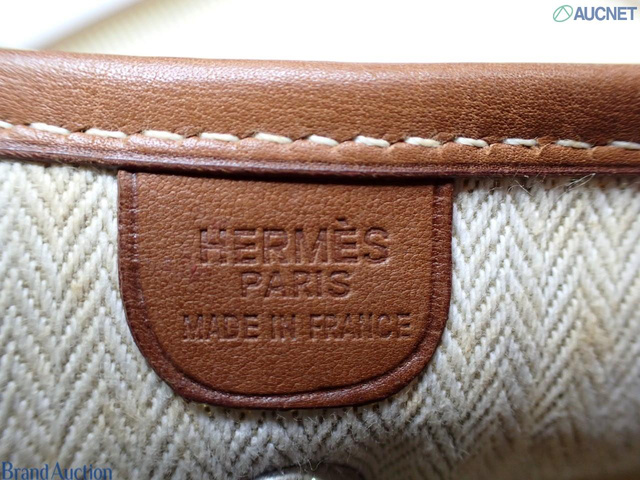 AUCNET
HERMÈS
PARIS
MADE IN FRANCE
Brand Auction